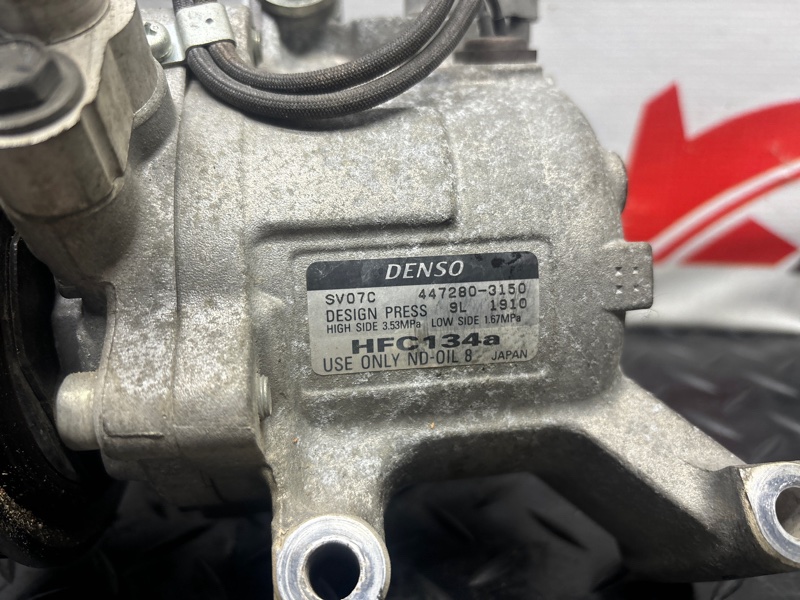 DENSO
SV07C 447280-3150
DESIGN PRESS 9L 1910
HIGH SIDE 3.53MPa LOW SIDE 1.67MPa
HFC134a
USE ONLY ND-OIL 8 JAPAN